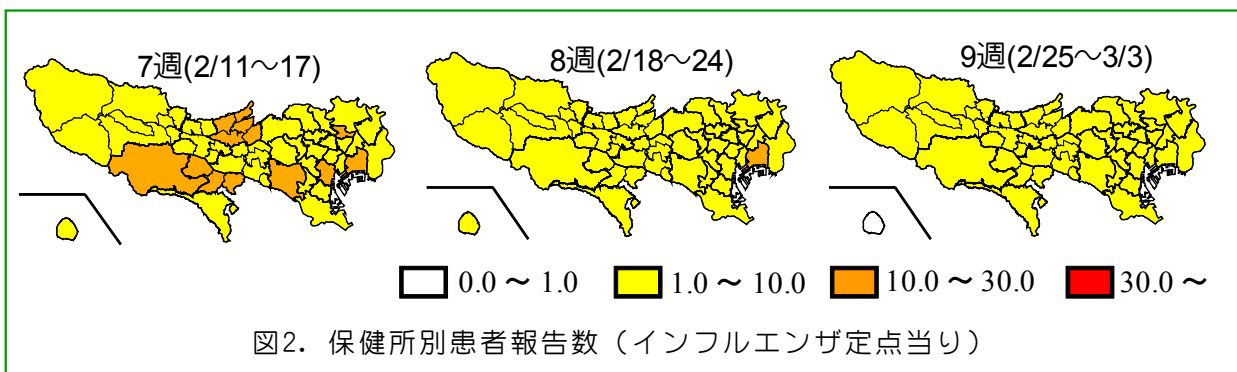 7週(2/11～17)
8週(2/18～24)
9週(2/25～3/3)
0.0 ～ 1.0
1.0 ～ 10.0
10.0 ～ 30.0
30.0 ～
図2. 保健所別患者報告数（インフルエンザ定点当り）